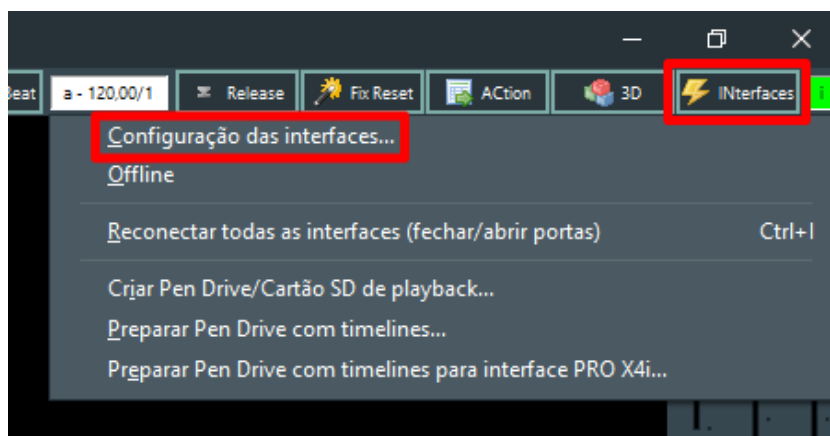 Beat a - 120,00/1 Release Fix Reset ACtion 3D INterfaces i
Configuração das interfaces...
Offline
Reconectar todas as interfaces (fechar/abrir portas) Ctrl+I
Criar Pen Drive/Cartão SD de playback...
Preparar Pen Drive com timelines...
Preparar Pen Drive com timelines para interface PRO X4i...